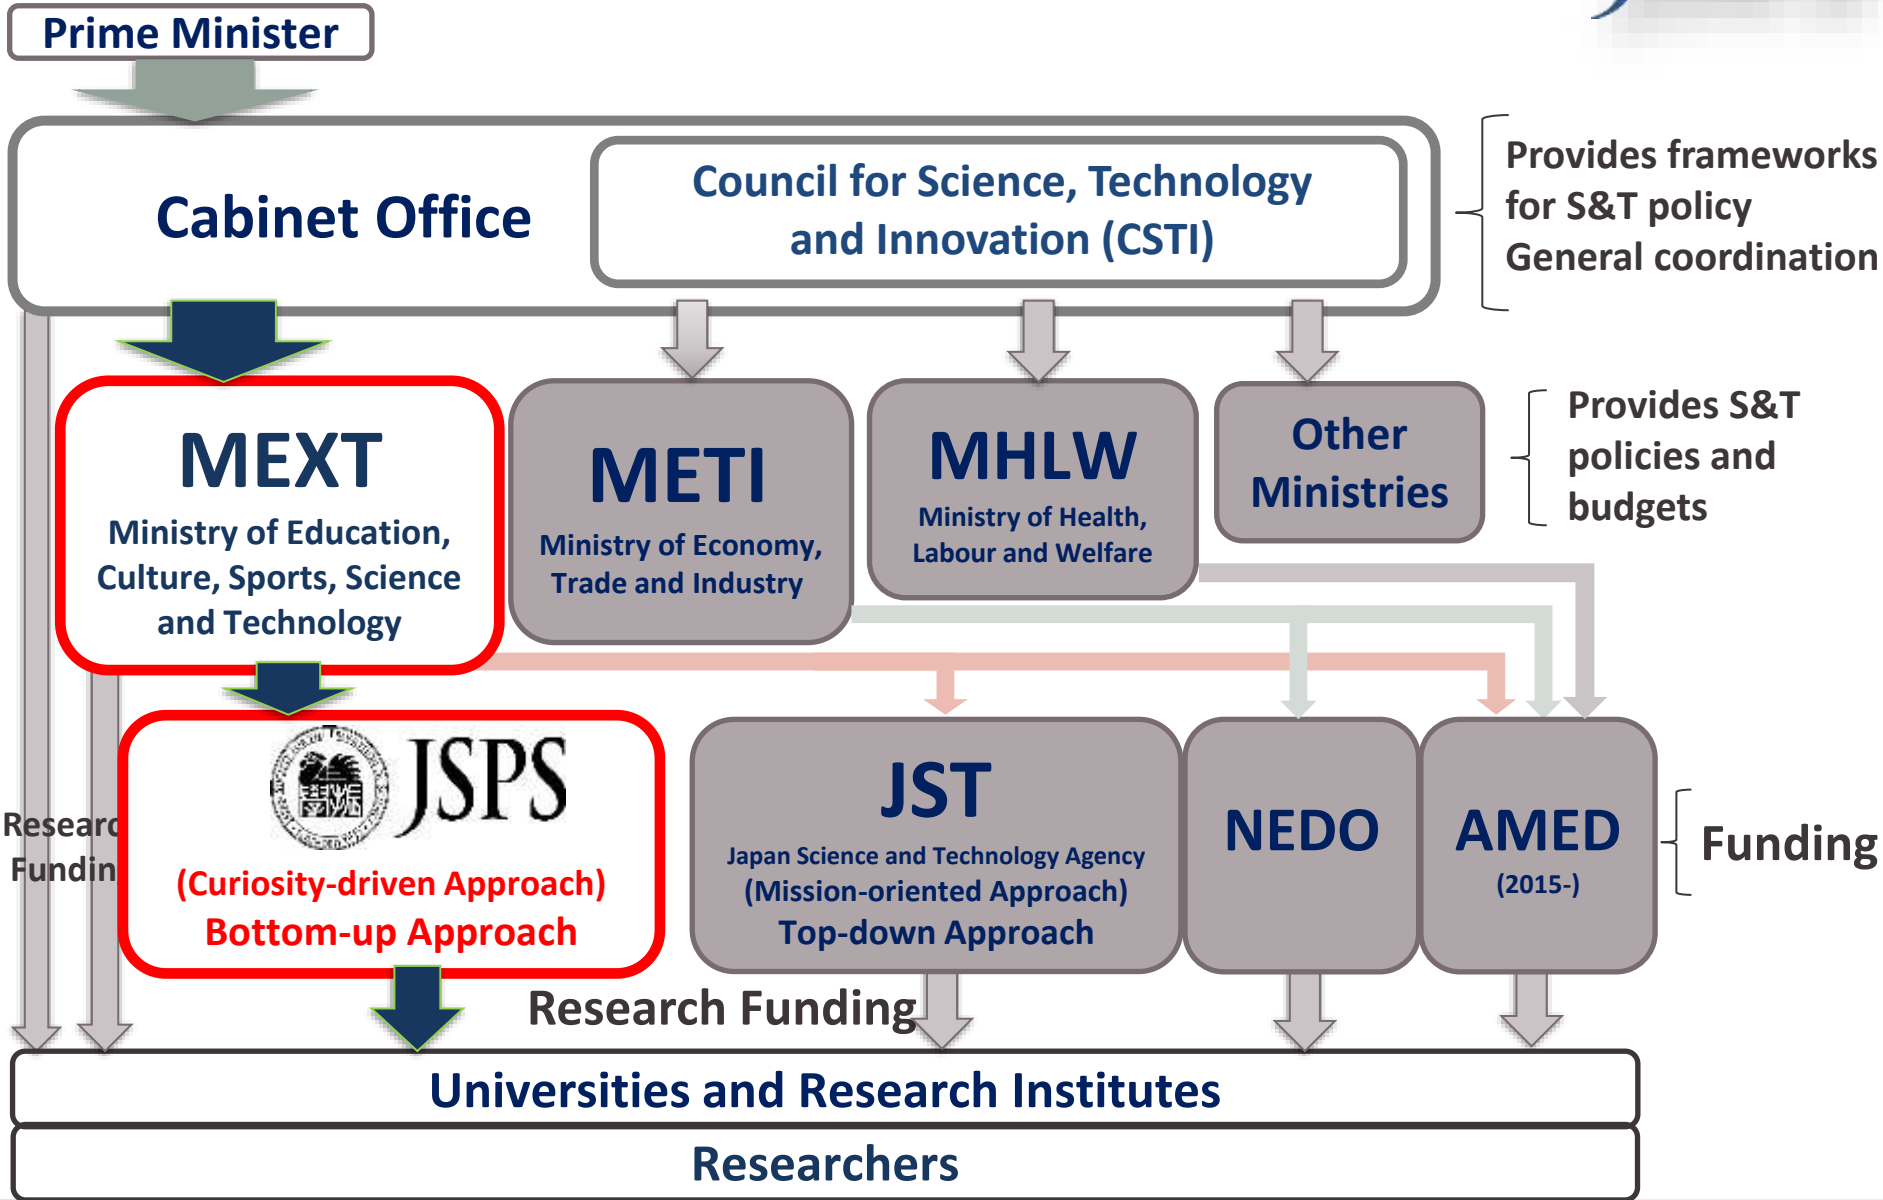 Prime Minister
Cabinet Office
Council for Science, Technology
and Innovation (CSTI)
Provides frameworks
for S&T policy
General coordination
MEXT
Ministry of Education,
Culture, Sports, Science
and Technology
METI
Ministry of Economy,
Trade and Industry
MHLW
Ministry of Health,
Labour and Welfare
Other
Ministries
Provides S&T
policies and
budgets
Researc
Fundin
JSPS
(Curiosity-driven Approach)
Bottom-up Approach
JST
Japan Science and Technology Agency
(Mission-oriented Approach)
Top-down Approach
NEDO
AMED
(2015-)
Funding
Research Funding
Universities and Research Institutes
Researchers